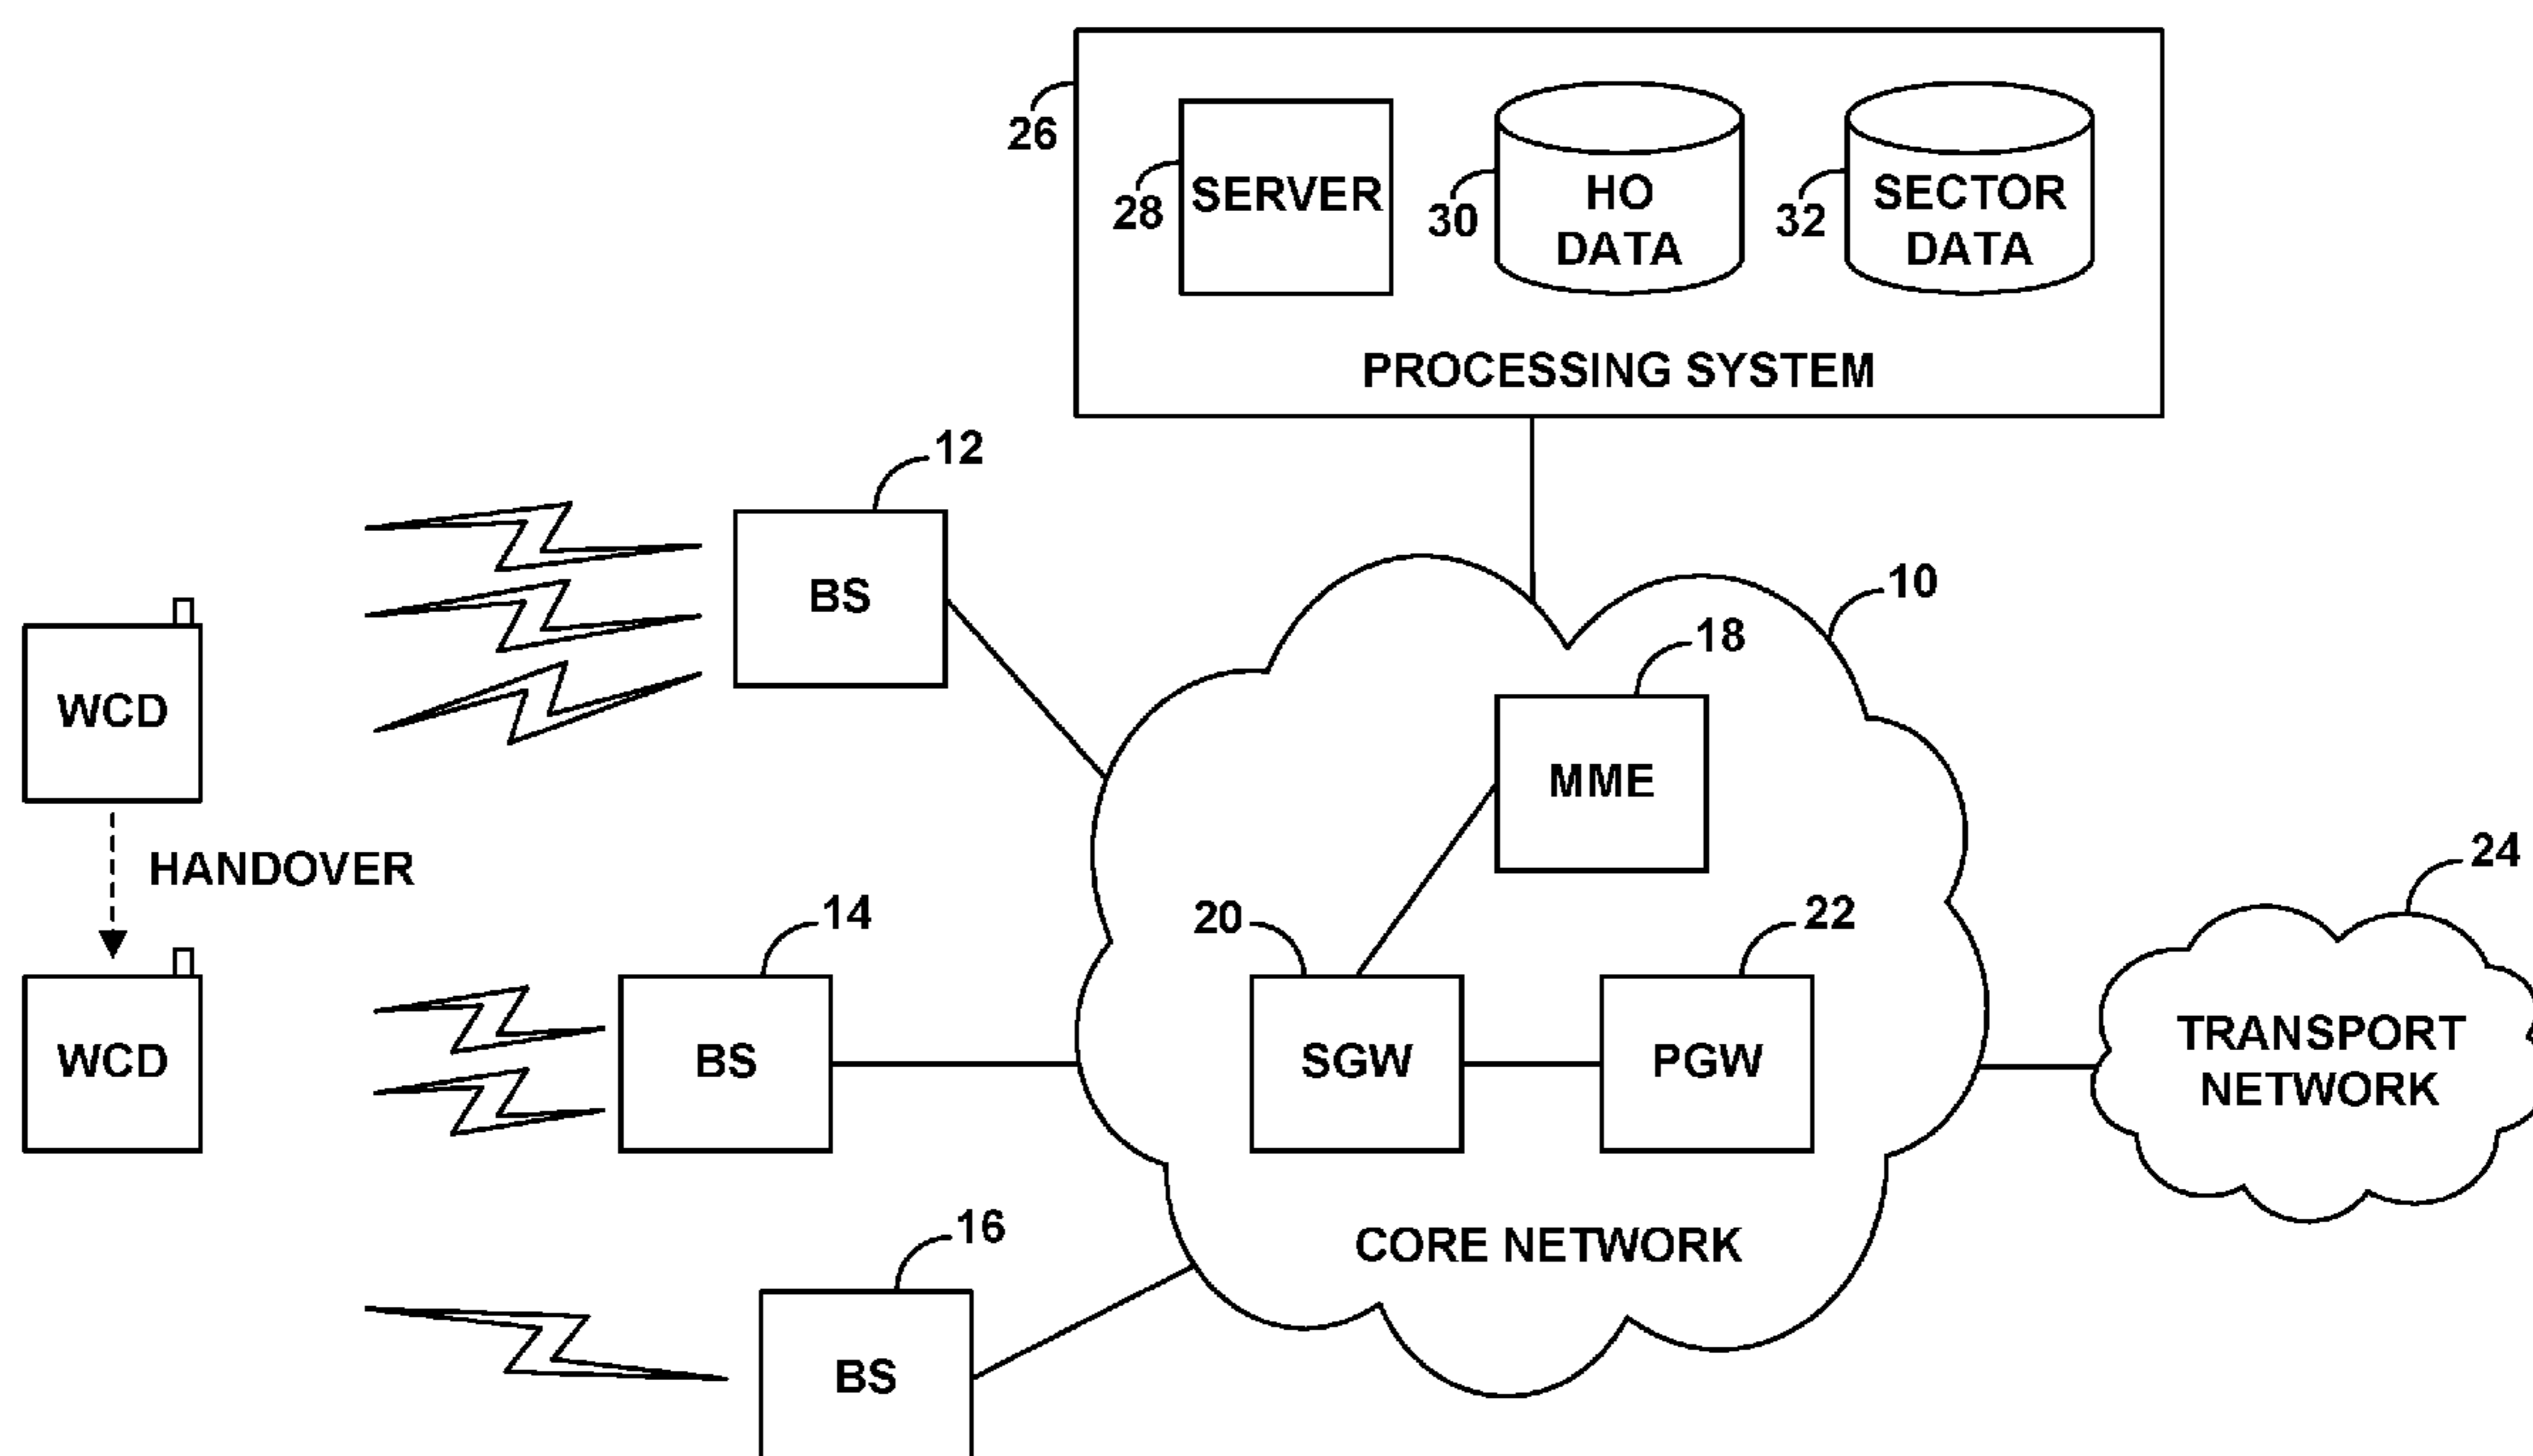 26
28
SERVER
30
HO
DATA
32
SECTOR
DATA
PROCESSING SYSTEM
12
BS
10
18
MME
WCD
HANDOVER
WCD
14
BS
20
SGW
22
PGW
24
TRANSPORT
NETWORK
CORE NETWORK
16
BS